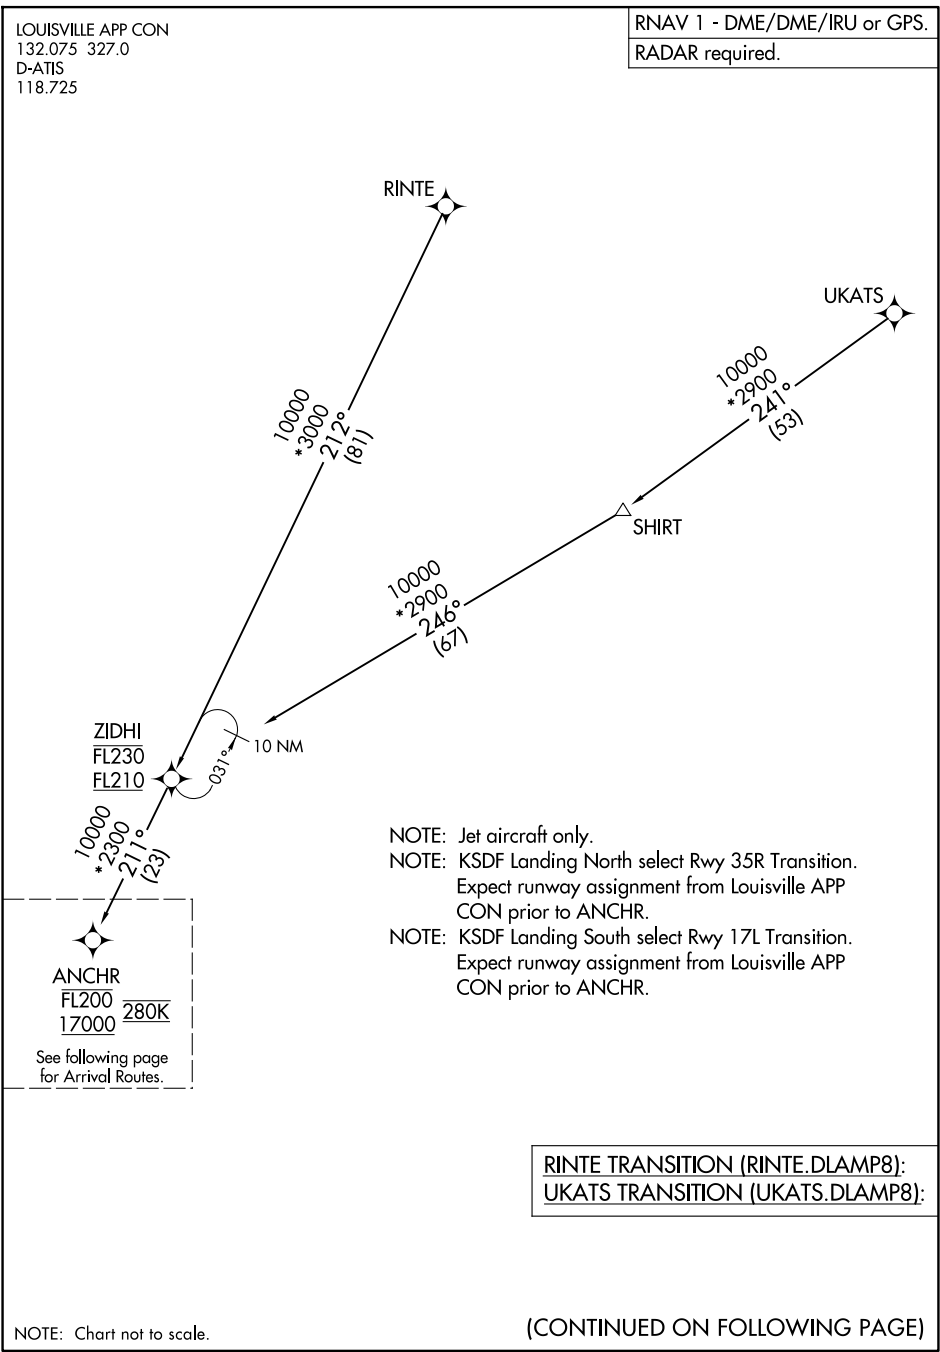 LOUISVILLE APP CON
132.075 327.0
D-ATIS
118.725
RNAV 1 - DME/DME/IRU or GPS.
RADAR required.
RINTE
UKATS
10000
*2900
241°
(53)
10000
*3000
212°
(81)
SHIRT
10000
*2900
246°
(67)
ZIDHI
FL230
FL210
10 NM
031°
10000
*2300
211°
(23)
NOTE: Jet aircraft only.
NOTE: KSDF Landing North select Rwy 35R Transition.
Expect runway assignment from Louisville APP
CON prior to ANCHR.
NOTE: KSDF Landing South select Rwy 17L Transition.
Expect runway assignment from Louisville APP
CON prior to ANCHR.
ANCHR
FL200
17000
280K
See following page
for Arrival Routes.
RINTE TRANSITION (RINTE.DLAMP8):
UKATS TRANSITION (UKATS.DLAMP8):
NOTE: Chart not to scale.
(CONTINUED ON FOLLOWING PAGE)